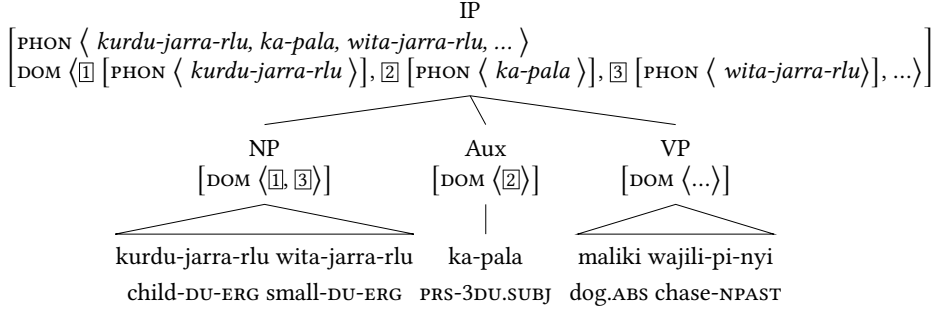 IP
[PHON ⟨ kurdu-jarra-rlu, ka-pala, wita-jarra-rlu, ... ⟩
DOM ⟨[1] [PHON ⟨ kurdu-jarra-rlu ⟩], [2] [PHON ⟨ ka-pala ⟩], [3] [PHON ⟨ wita-jarra-rlu⟩], ...⟩]
NP Aux VP
[DOM ⟨[1], [3]⟩] [DOM ⟨[2]⟩] [DOM ⟨...⟩]
kurdu-jarra-rlu wita-jarra-rlu ka-pala maliki wajili-pi-nyi
child-DU-ERG small-DU-ERG PRS-3DU.SUBJ dog.ABS chase-NPAST